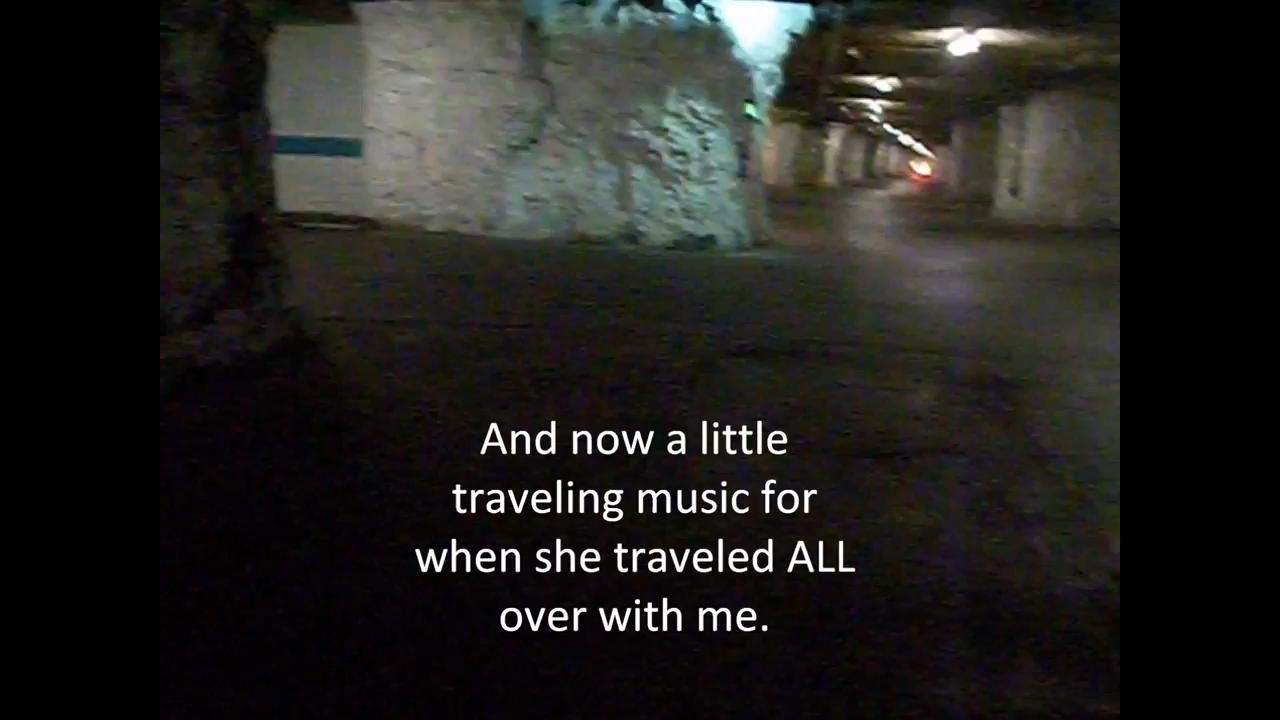 And now a little
traveling music for
when she traveled ALL
over with me.